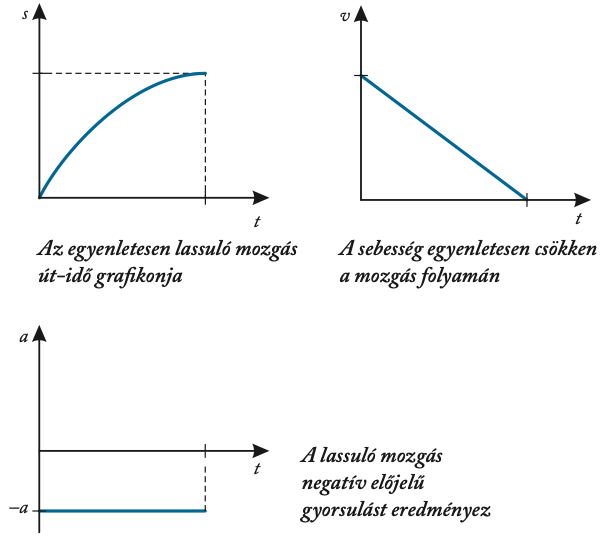 s
t
Az egyenletesen lassuló mozgás
út–idő grafikonja
v
t
A sebesség egyenletesen csökken
a mozgás folyamán
a
t
–a
A lassuló mozgás
negatív előjelű
gyorsulást eredményez